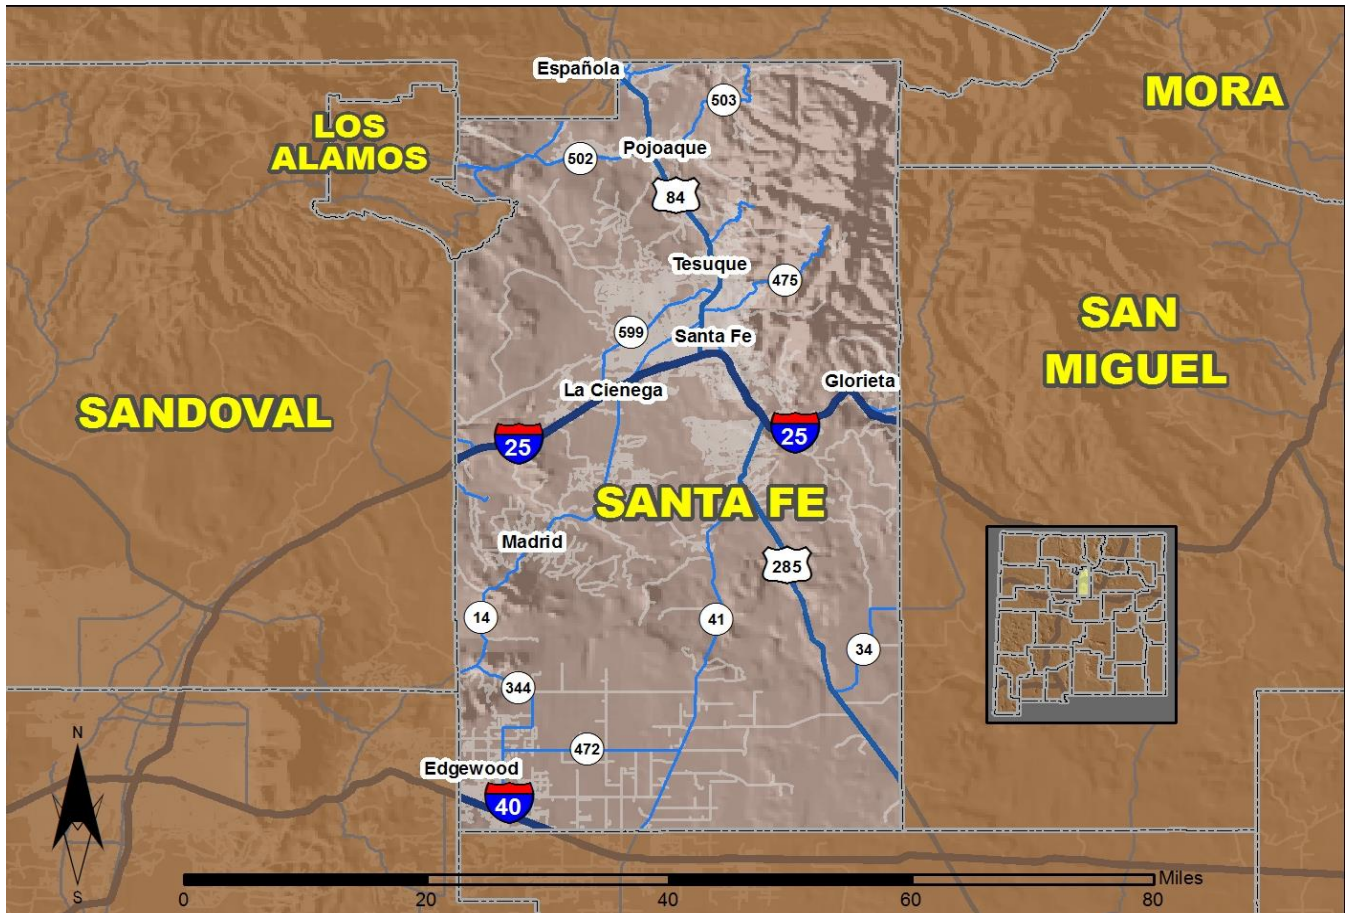 Española
MORA
503
LOS
ALAMOS
Pojoaque
502
84
Tesuque
475
SAN
MIGUEL
599
Santa Fe
Glorieta
La Cienega
SANDOVAL
25
25
SANTA FE
Madrid
285
14
41
34
344
N
472
Edgewood
40
S
Miles
0
20
40
60
80